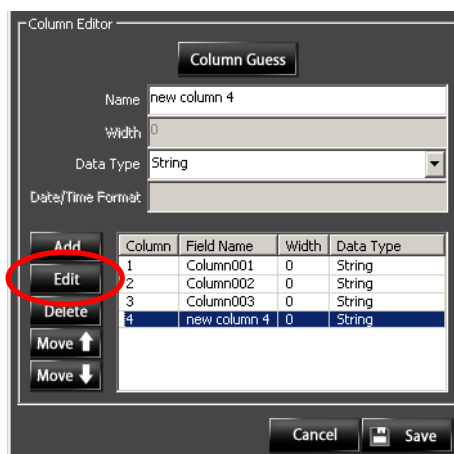 Column Editor
Column Guess
Name new column 4
Width 0
Data Type String
Date/Time Format
Add
Edit
Delete
Move
Move
Column Field Name Width Data Type
1 Column001 0 String
2 Column002 0 String
3 Column003 0 String
4 new column 4 0 String
Cancel Save